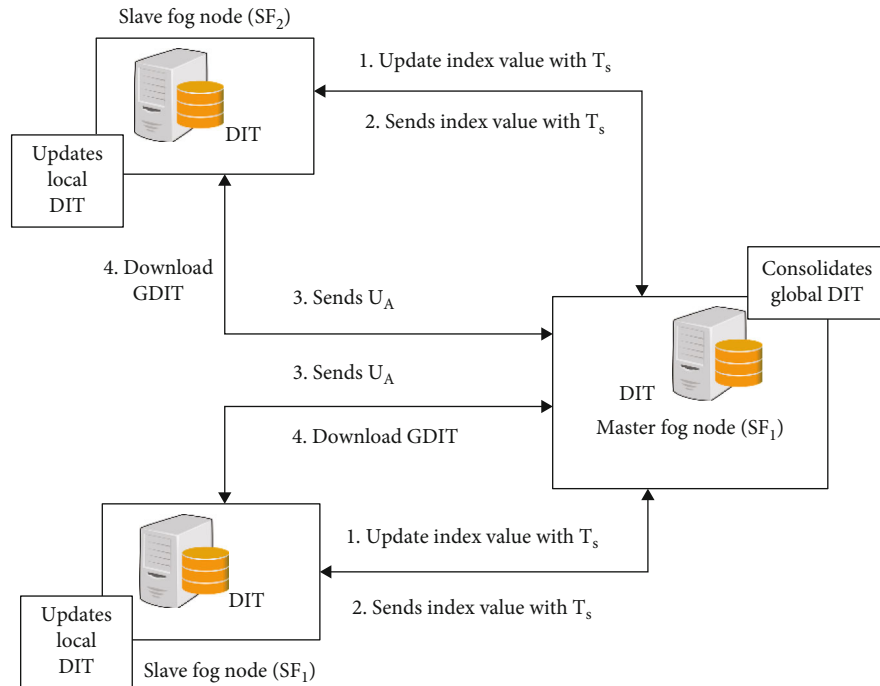 Slave fog node (SF₂)
1. Update index value with Tₛ
2. Sends index value with Tₛ
DIT
Updates
local
DIT
4. Download
GDIT
3. Sends U_A
Consolidates
global DIT
3. Sends U_A
DIT
Master fog node (SF₁)
4. Download GDIT
1. Update index value with Tₛ
DIT
2. Sends index value with Tₛ
Updates
local
DIT
Slave fog node (SF₁)